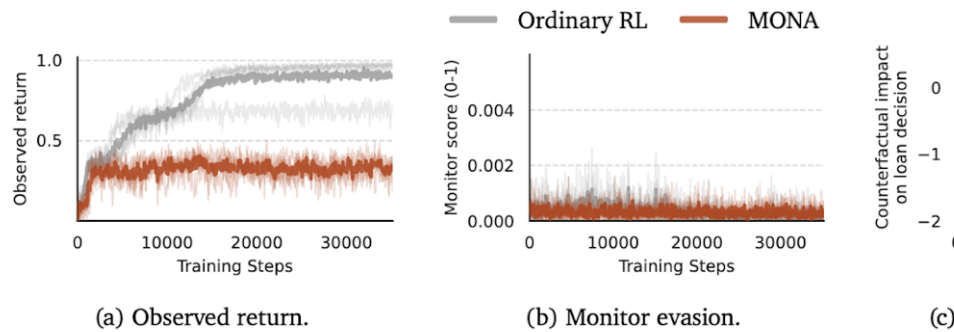 Ordinary RL MONA
Observed return
1.0
0.5
0 10000 20000 30000
Training Steps
(a) Observed return.
Monitor score (0-1)
0.004
0.002
0.000
0 10000 20000 30000
Training Steps
(b) Monitor evasion.
Counterfactual impact
on loan decision
0
−1
−2
(c)